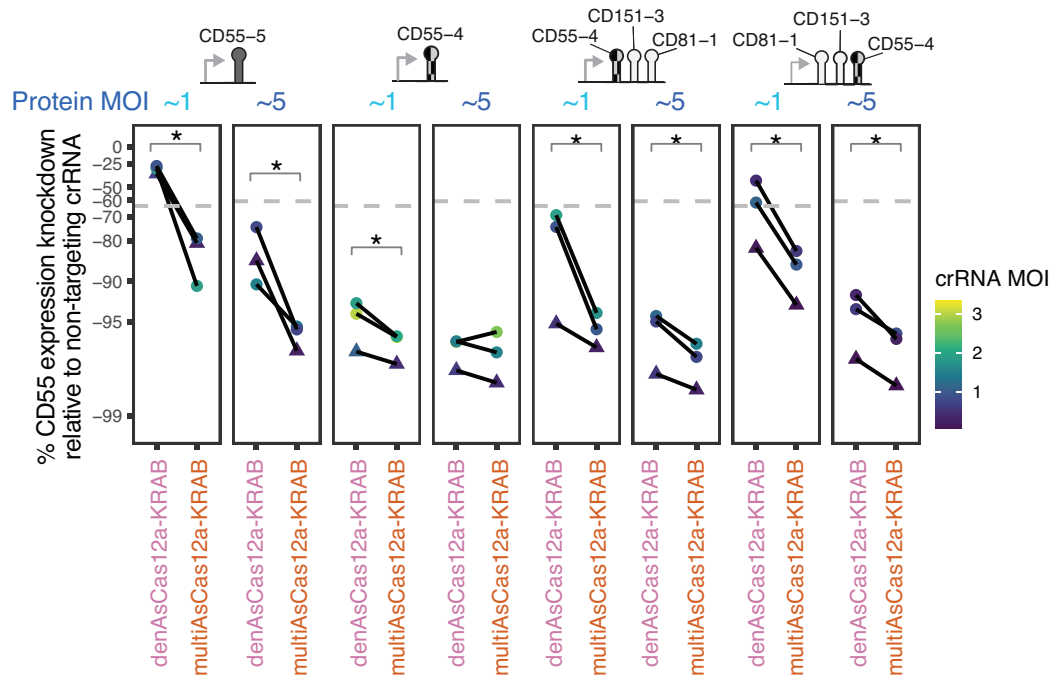 CD151−3
CD151−3
CD55−5
CD55−4
CD55−4
CD81−1
CD81−1
CD55−4
Protein MOI
~1
~5
~1
~5
~1
~5
~1
~5
% CD55 expression knockdown
relative to non-targeting crRNA
0
−25
−50
−60
−70
−80
−90
−95
−99
*
*
*
*
*
*
*
crRNA MOI
3
2
1
denAsCas12a-KRAB
multiAsCas12a-KRAB
denAsCas12a-KRAB
multiAsCas12a-KRAB
denAsCas12a-KRAB
multiAsCas12a-KRAB
denAsCas12a-KRAB
multiAsCas12a-KRAB
denAsCas12a-KRAB
multiAsCas12a-KRAB
denAsCas12a-KRAB
multiAsCas12a-KRAB
denAsCas12a-KRAB
multiAsCas12a-KRAB
denAsCas12a-KRAB
multiAsCas12a-KRAB